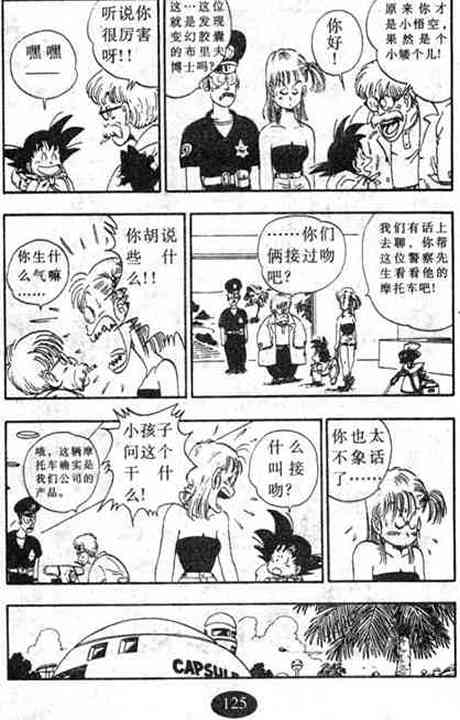 原来你才
是小悟空,
果然是个
小矮个儿!
你好!
这…这位
就是发现
变幻胶囊
的布里夫
博士吗?
听说你
很厉害
呀!!
嘿嘿
——
我们有话上
去聊,你帮
这位警察先
生看看他的
摩托车吧!
……你们
俩接过吻
吧?
你胡说
些什
么!!
你生什
么气嘛
……
你也太
不象话
了……
什么
叫接
吻?
小孩子
问这个
干什
么!
哦,这辆摩
托车确实是
我们公司的
产品。
CAPSULE
125